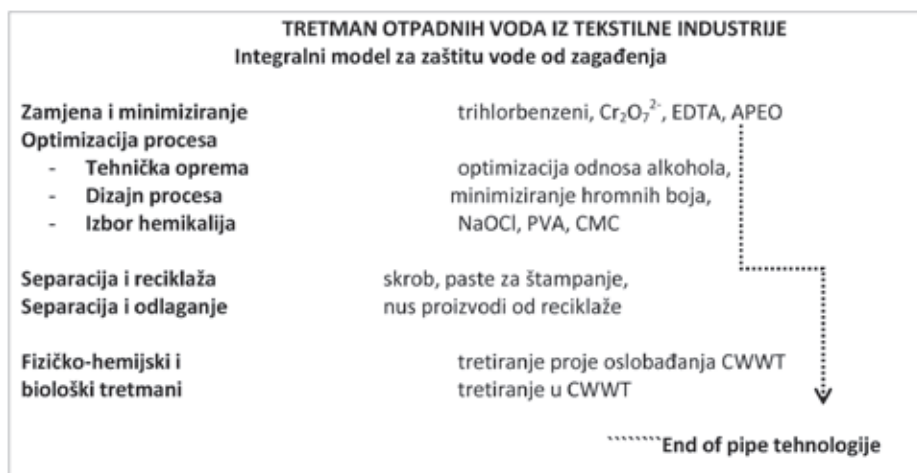 TRETMAN OTPADNIH VODA IZ TEKSTILNE INDUSTRIJE
Integralni model za zaštitu vode od zagađenja
Zamjena i minimiziranje trihlorbenzeni, Cr₂O₇²⁻, EDTA, APEO
Optimizacija procesa
- Tehnička oprema optimizacija odnosa alkohola,
- Dizajn procesa minimiziranje hromnih boja,
- Izbor hemikalija NaOCl, PVA, CMC
Separacija i reciklaža skrob, paste za štampanje,
Separacija i odlaganje nus proizvodi od reciklaže
Fizičko-hemijski i tretiranje proje oslobađanja CWWT
biološki tretmani tretiranje u CWWT
````````End of pipe tehnologije